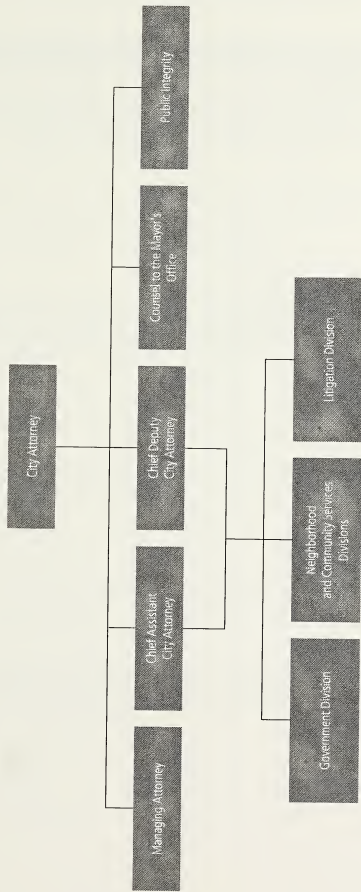 City Attorney
Managing Attorney
Chief Assistant
City Attorney
Chief Deputy
City Attorney
Counsel to the Mayor's
Office
Public Integrity
Government Division
Neighborhood
and Community Services
Divisions
Litigation Division